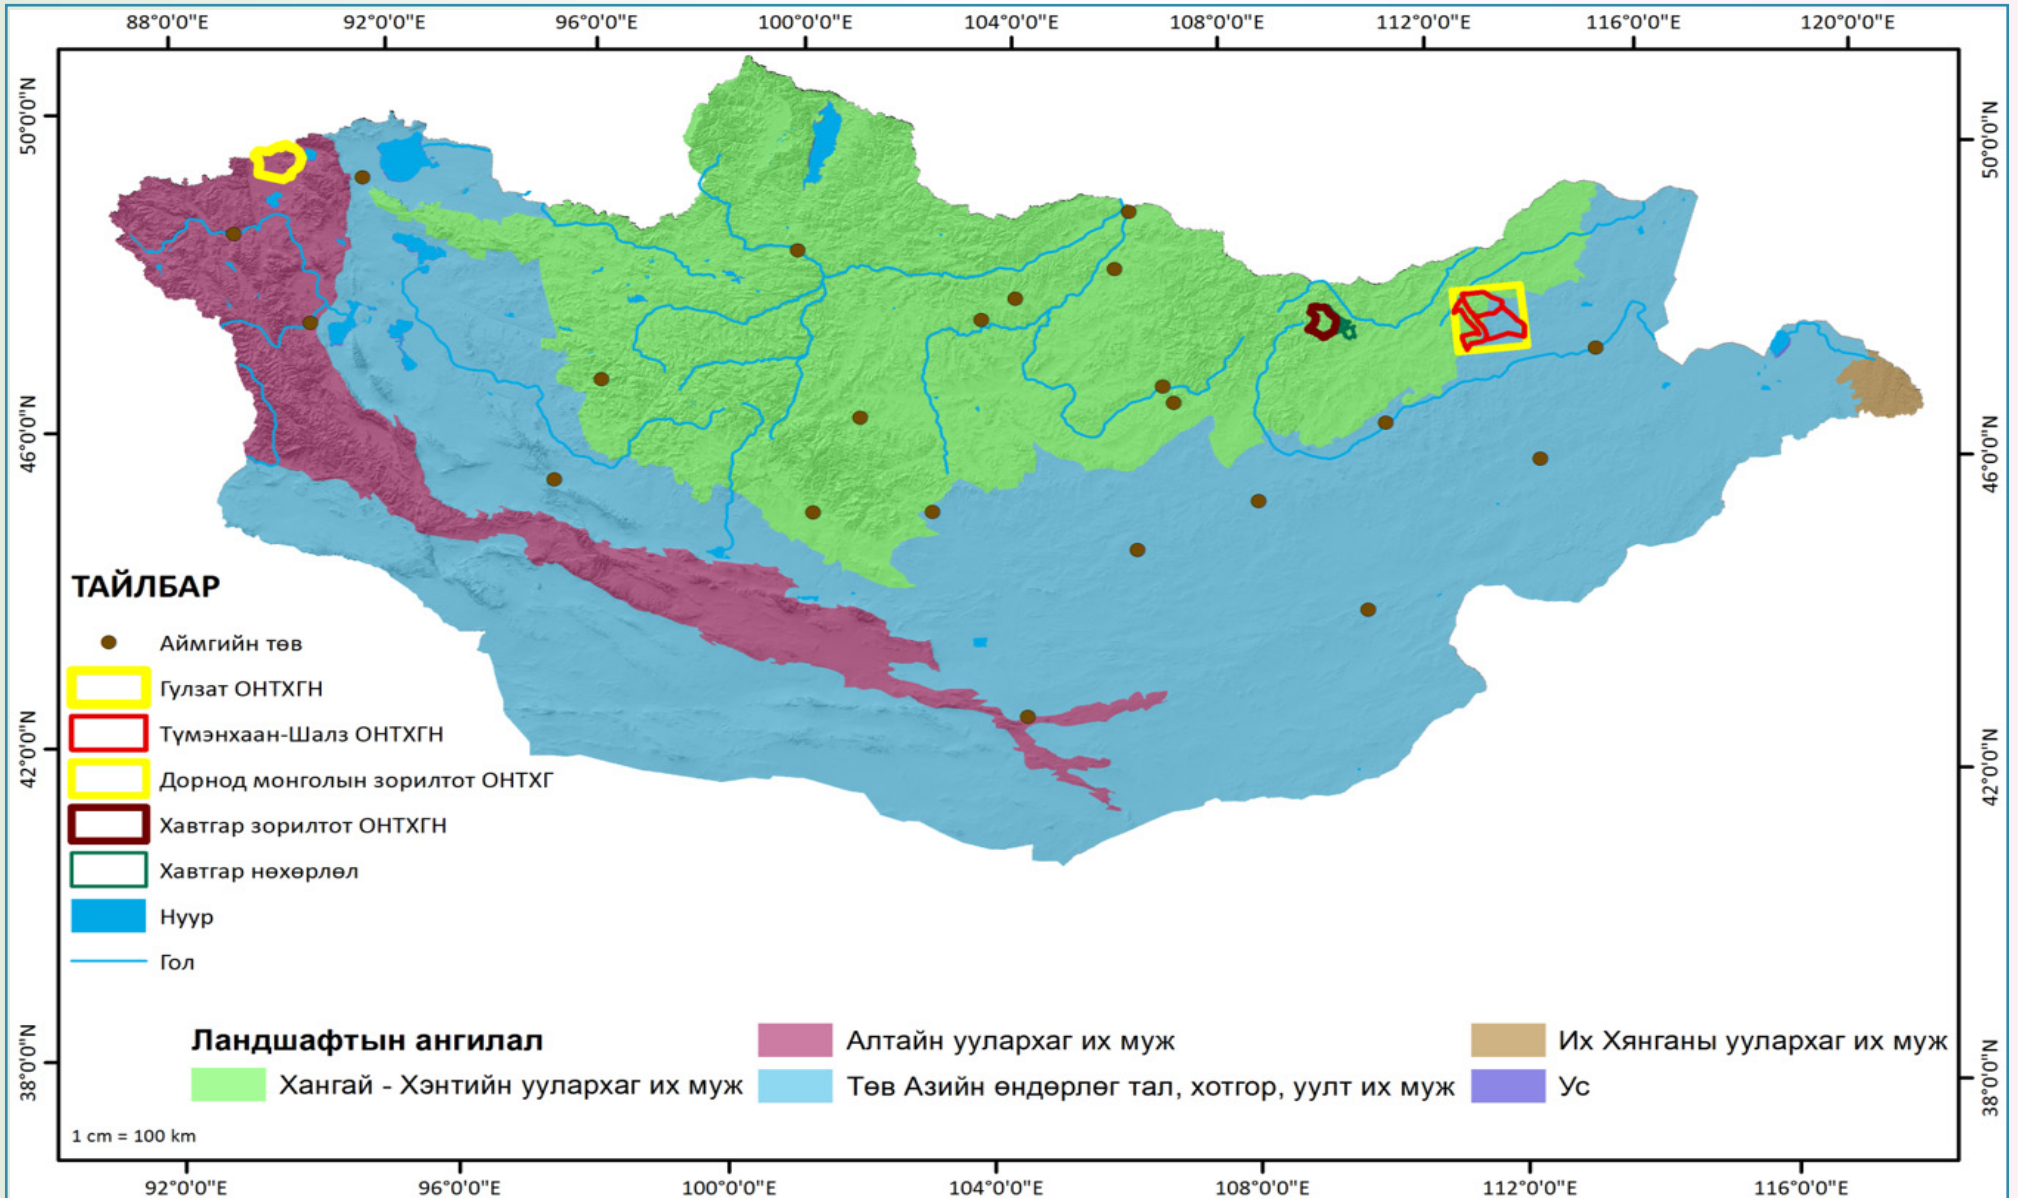 88°0'0"E 92°0'0"E 96°0'0"E 100°0'0"E 104°0'0"E 108°0'0"E 112°0'0"E 116°0'0"E 120°0'0"E
50°0'0"N
50°0'0"N
46°0'0"N
46°0'0"N
42°0'0"N
42°0'0"N
38°0'0"N
38°0'0"N
ТАЙЛБАР
Аймгийн төв
Гулзат ОНТХГН
Түмэнхаан-Шалз ОНТХГН
Дорнод монголын зорилтот ОНТХГ
Хавтгар зорилтот ОНТХГН
Хавтгар нөхөрлөл
Нуур
Гол
Ландшафтын ангилал
Хангай - Хэнтийн уулархаг их муж
Алтайн уулархаг их муж
Төв Азийн өндөрлөг тал, хотгор, уулт их муж
Их Хянганы уулархаг их муж
Ус
1 cm = 100 km
92°0'0"E 96°0'0"E 100°0'0"E 104°0'0"E 108°0'0"E 112°0'0"E 116°0'0"E